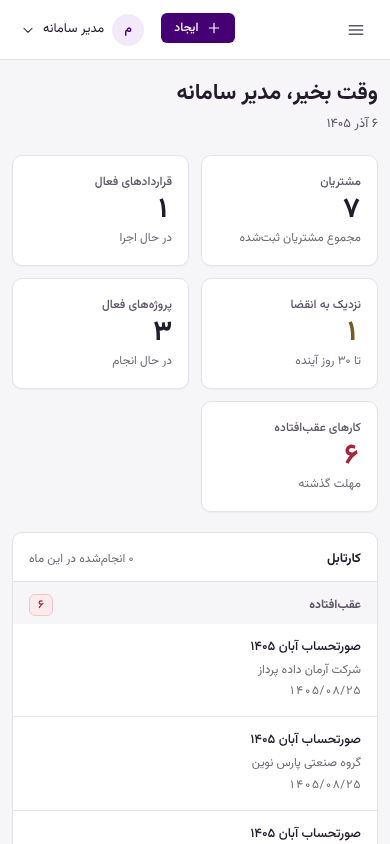 ایجاد
م
مدیر سامانه
وقت بخیر، مدیر سامانه
۶ آذر ۱۴۰۵
مشتریان
۷
مجموع مشتریان ثبت‌شده
قراردادهای فعال
۱
در حال اجرا
نزدیک به انقضا
۱
تا ۳۰ روز آینده
پروژه‌های فعال
۳
در حال انجام
کارهای عقب‌افتاده
۶
مهلت گذشته
کارتابل
۰ انجام‌شده در این ماه
عقب‌افتاده
۶
صورتحساب آبان ۱۴۰۵
شرکت آرمان داده پرداز
۱۴۰۵/۰۸/۲۵
صورتحساب آبان ۱۴۰۵
گروه صنعتی پارس نوین
۱۴۰۵/۰۸/۲۵
صورتحساب آبان ۱۴۰۵